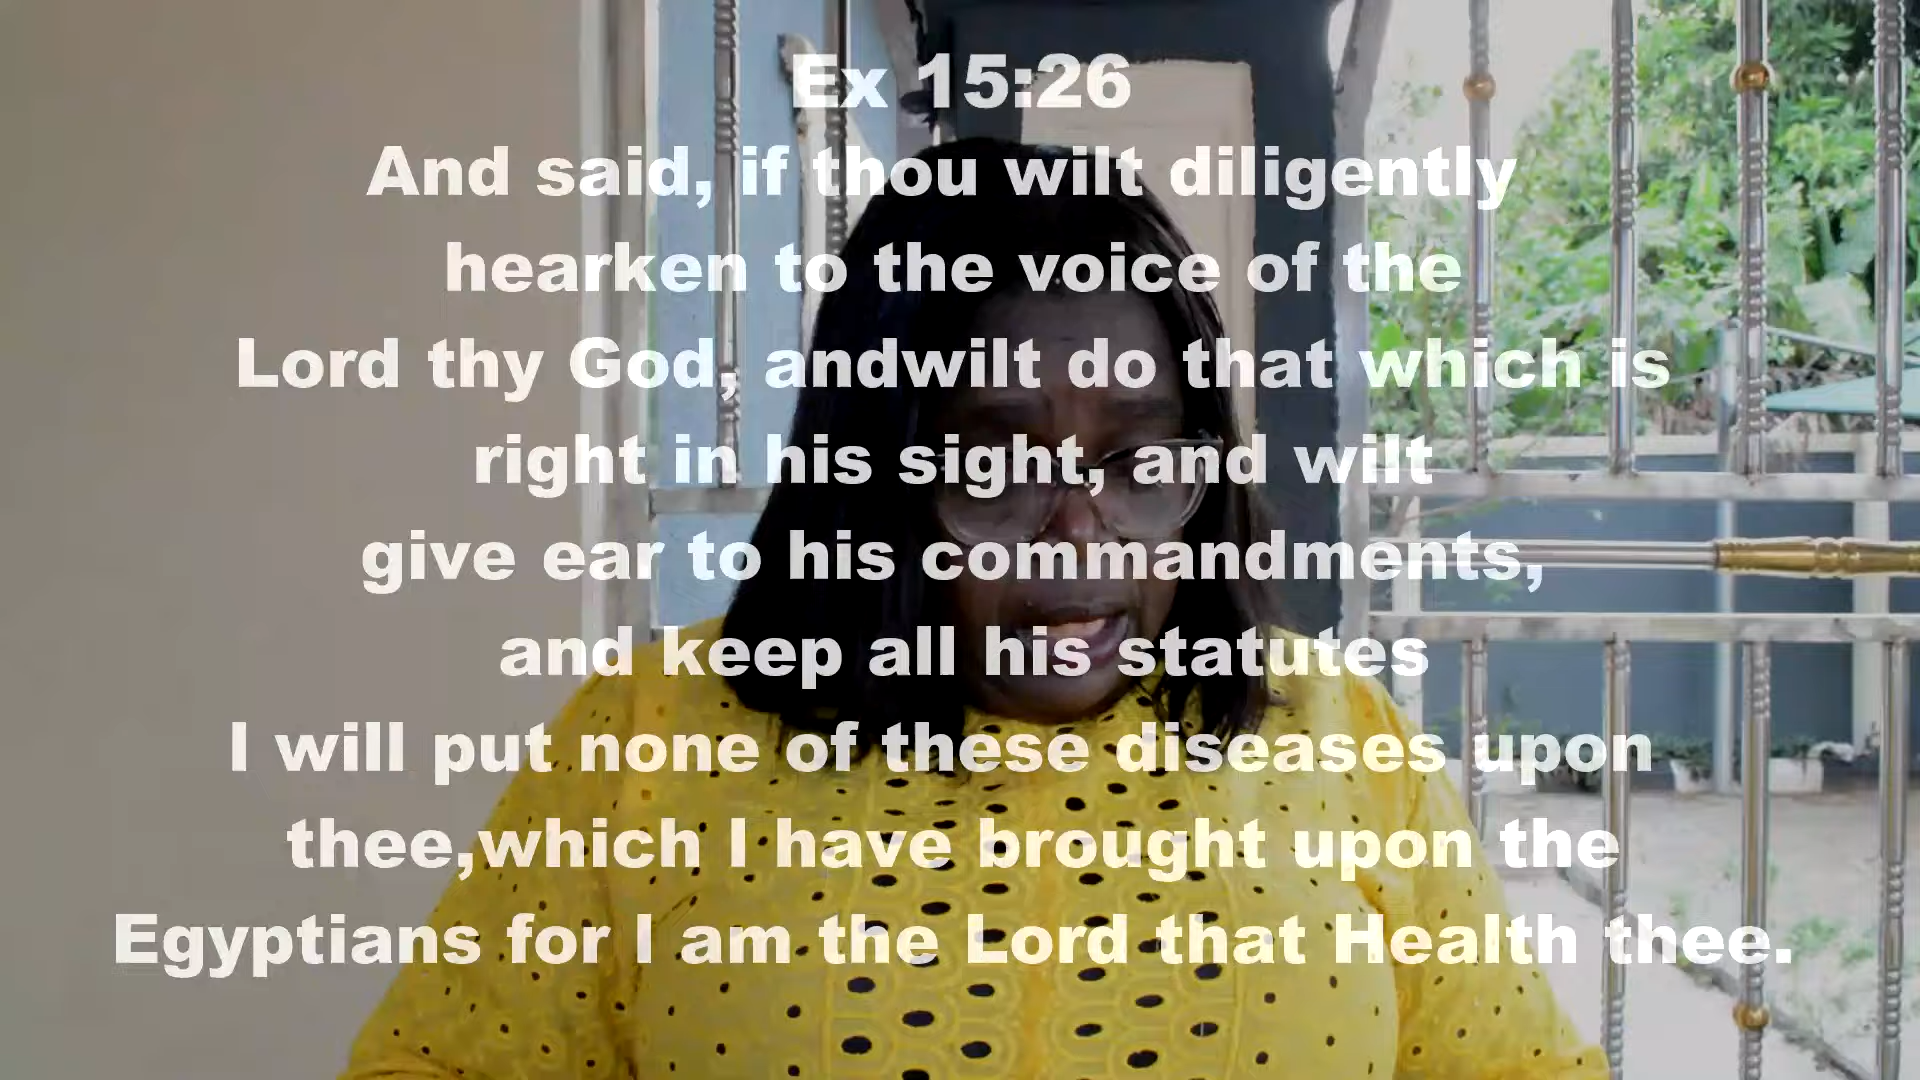 Ex 15:26
And said, if thou wilt diligently
hearken to the voice of the
Lord thy God, andwilt do that which is
right in his sight, and wilt
give ear to his commandments,
and keep all his statutes
I will put none of these diseases upon
thee,which I have brought upon the
Egyptians for I am the Lord that Health thee.